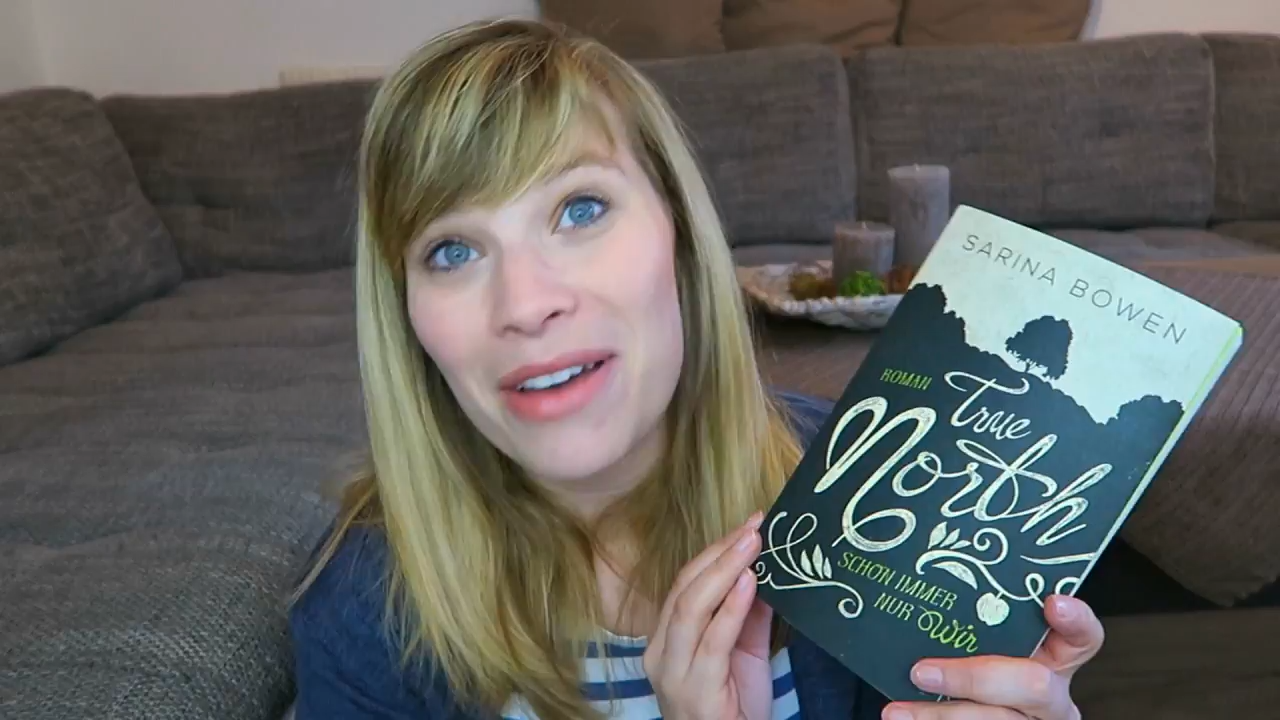 SARINA BOWEN
ROMAN
True
North
SCHON IMMER
NUR Wir